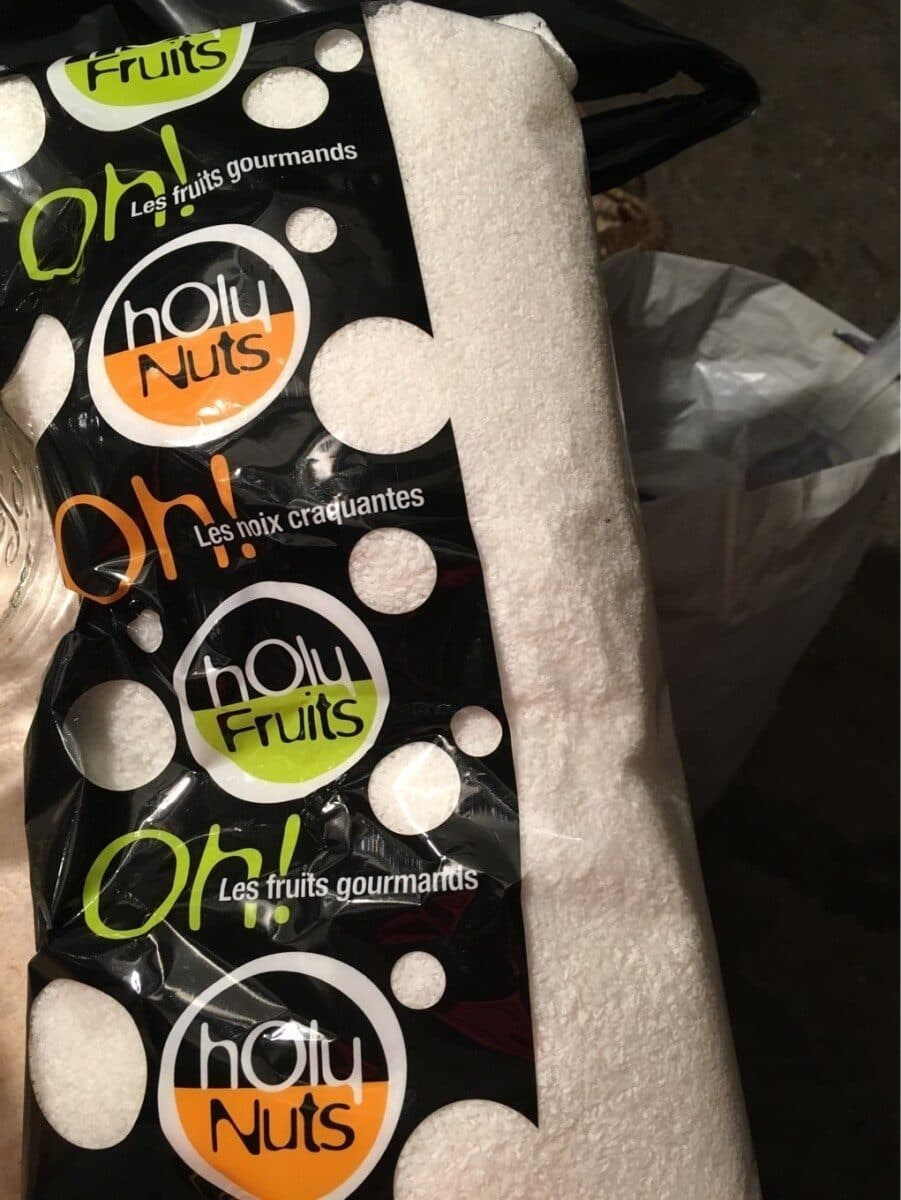 Fruits
Oh!
Les fruits gourmands
hOly
Nuts
Oh!
Les noix craquantes
hOly
Fruits
Oh!
Les fruits gourmands
hOly
Nuts